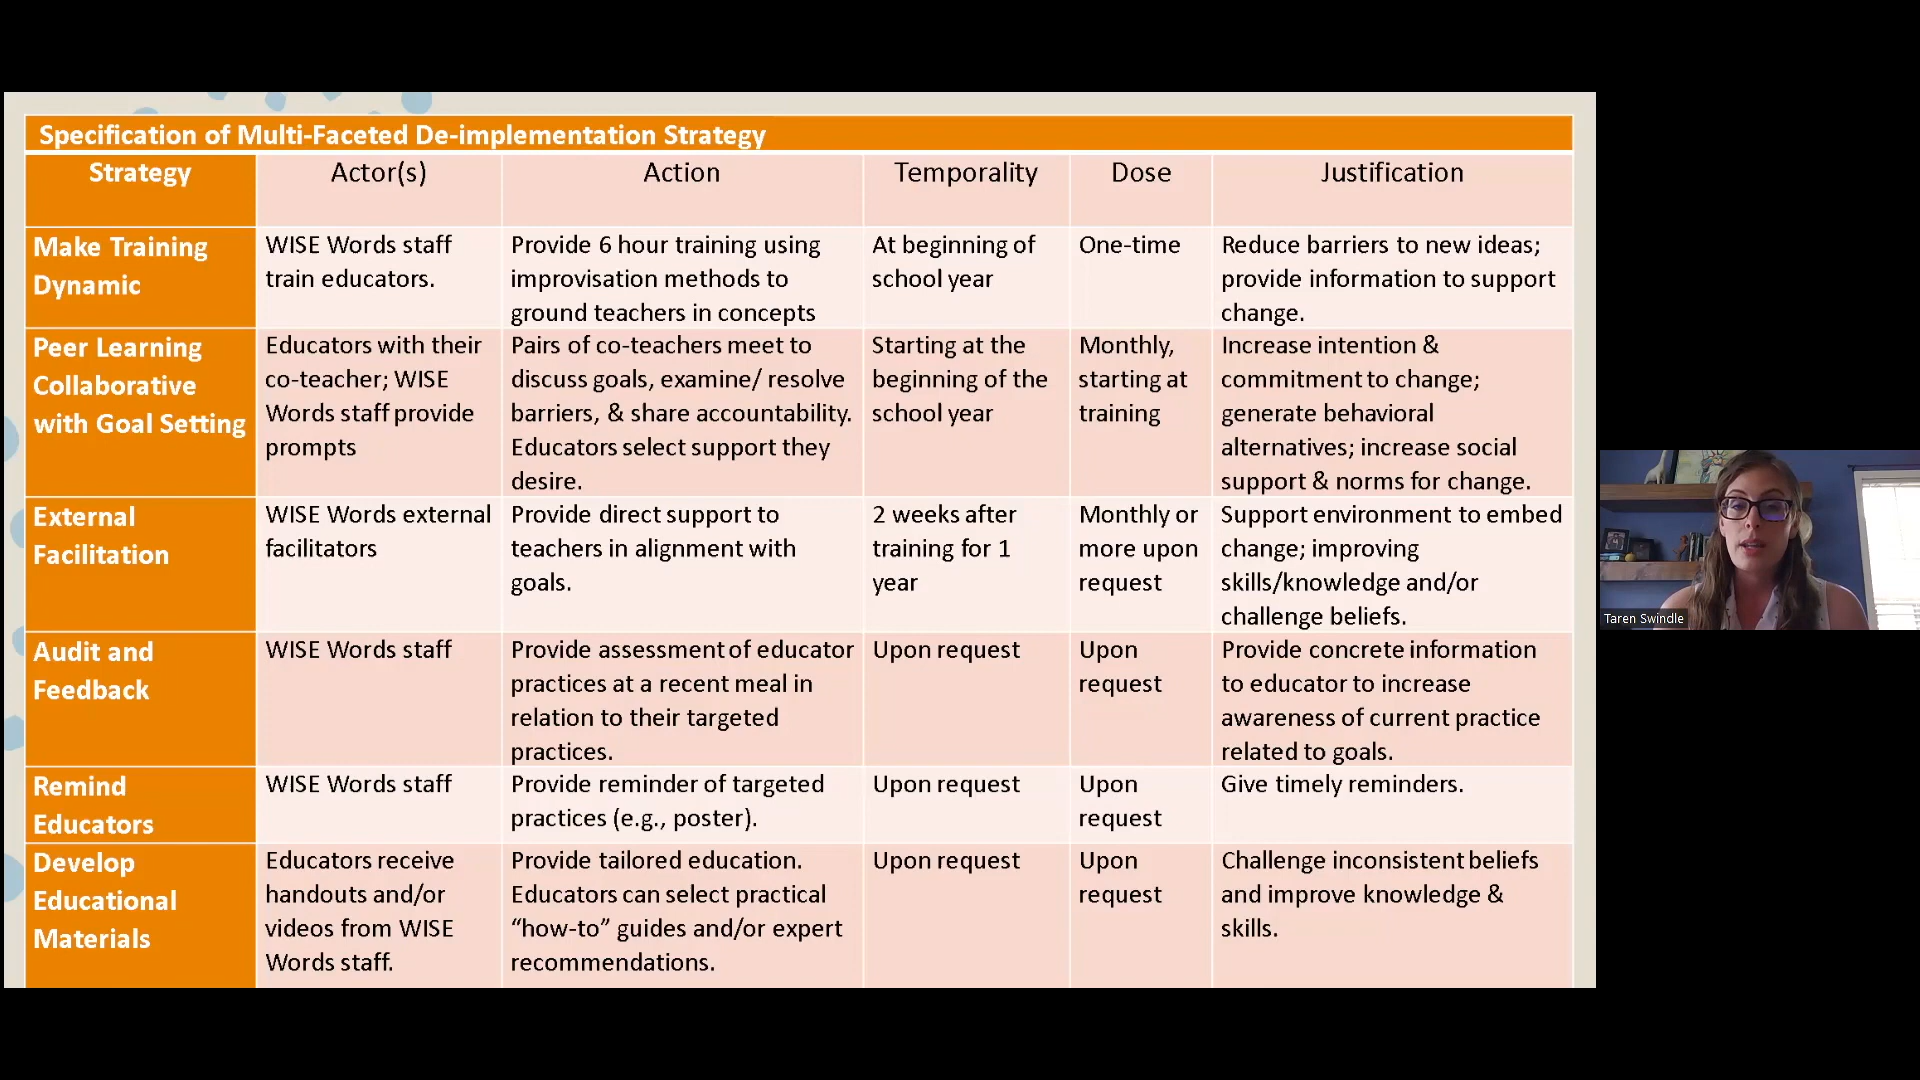 Specification of Multi-Faceted De-implementation Strategy
Strategy
Actor(s)
Action
Temporality
Dose
Justification
Make Training
Dynamic
WISE Words staff
train educators.
Provide 6 hour training using
improvisation methods to
ground teachers in concepts
At beginning of
school year
One-time
Reduce barriers to new ideas;
provide information to support
change.
Peer Learning
Collaborative
with Goal Setting
Educators with their
co-teacher; WISE
Words staff provide
prompts
Pairs of co-teachers meet to
discuss goals, examine/ resolve
barriers, & share accountability.
Educators select support they
desire.
Starting at the
beginning of the
school year
Monthly,
starting at
training
Increase intention &
commitment to change;
generate behavioral
alternatives; increase social
support & norms for change.
External
Facilitation
WISE Words external
facilitators
Provide direct support to
teachers in alignment with
goals.
2 weeks after
training for 1
year
Monthly or
more upon
request
Support environment to embed
change; improving
skills/knowledge and/or
challenge beliefs.
Audit and
Feedback
WISE Words staff
Provide assessment of educator
practices at a recent meal in
relation to their targeted
practices.
Upon request
Upon
request
Provide concrete information
to educator to increase
awareness of current practice
related to goals.
Remind
Educators
WISE Words staff
Provide reminder of targeted
practices (e.g., poster).
Upon request
Upon
request
Give timely reminders.
Develop
Educational
Materials
Educators receive
handouts and/or
videos from WISE
Words staff.
Provide tailored education.
Educators can select practical
“how-to” guides and/or expert
recommendations.
Upon request
Upon
request
Challenge inconsistent beliefs
and improve knowledge &
skills.
Taren Swindle